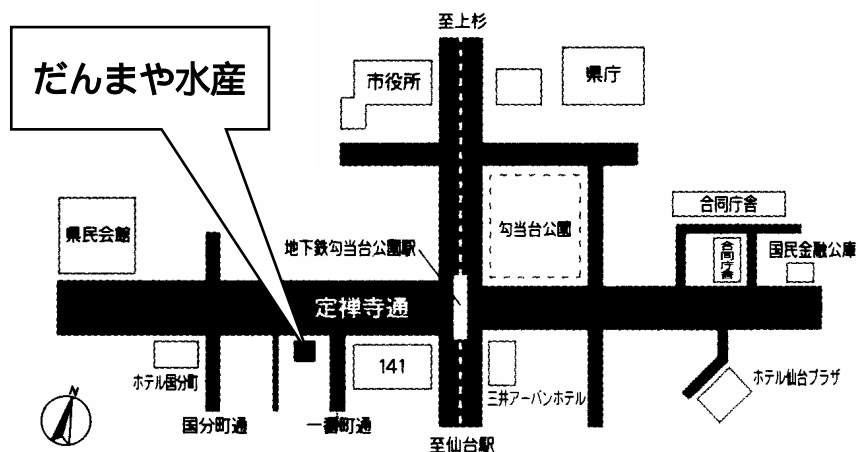 至上杉
だんまや水産
市役所
県庁
県民会館
地下鉄勾当台公園駅
勾当台公園
合同庁舎
合同庁舎
国民金融公庫
定禅寺通
ホテル国分町
141
三井アーバンホテル
ホテル仙台プラザ
N
国分町通
一番町通
至仙台駅